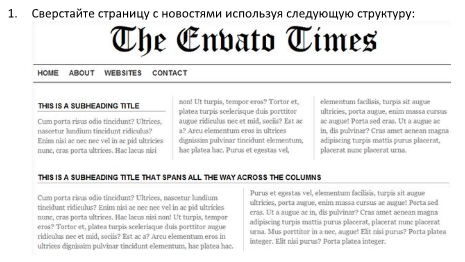 1. Сверстайте страницу с новостями используя следующую структуру:
The Envato Times
HOME ABOUT WEBSITES CONTACT
THIS IS A SUBHEADING TITLE
Cum porta risus odio tincidunt? Ultrices,
nascetur lundium tincidunt ridiculus?
Enim nisi ac nec nec vel in ac pid ultricies
nunc, cras porta ultrices. Hac lacus nisi
non! Ut turpis, tempor eros? Tortor et,
platea turpis scelerisque duis porttitor
augue ridiculus nec et mid, sociis? Est ac
a? Arcu elementum eros in ultrices
dignissim pulvinar tincidunt elementum,
hac platea hac. Purus et egestas vel,
elementum facilisis, turpis sit augue
ultricies, porta augue, enim massa cursus
ac augue! Porta sed cras. Ut a augue ac
in, dis pulvinar? Cras amet aenean magna
adipiscing turpis mattis purus placerat,
placerat nunc placerat urna.
THIS IS A SUBHEADING TITLE THAT SPANS ALL THE WAY ACROSS THE COLUMNS
Cum porta risus odio tincidunt? Ultrices, nascetur lundium
tincidunt ridiculus? Enim nisi ac nec nec vel in ac pid ultricies
nunc, cras porta ultrices. Hac lacus nisi non! Ut turpis, tempor
eros? Tortor et, platea turpis scelerisque duis porttitor augue
ridiculus nec et mid, sociis? Est ac a? Arcu elementum eros in
ultrices dignissim pulvinar tincidunt elementum, hac platea hac.
Purus et egestas vel, elementum facilisis, turpis sit augue
ultricies, porta augue, enim massa cursus ac augue! Porta sed
cras. Ut a augue ac in, dis pulvinar? Cras amet aenean magna
adipiscing turpis mattis purus placerat, placerat nunc placerat
urna. Mus porttitor in a nec, augue! Elit nisi purus? Porta platea
integer. Elit nisi purus? Porta platea integer.